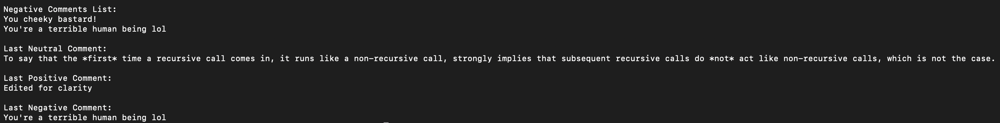 Negative Comments List:
You cheeky bastard!
You're a terrible human being lol
Last Neutral Comment:
To say that the *first* time a recursive call comes in, it runs like a non-recursive call, strongly implies that subsequent recursive calls do *not* act like non-recursive calls, which is not the case.
Last Positive Comment:
Edited for clarity
Last Negative Comment:
You're a terrible human being lol